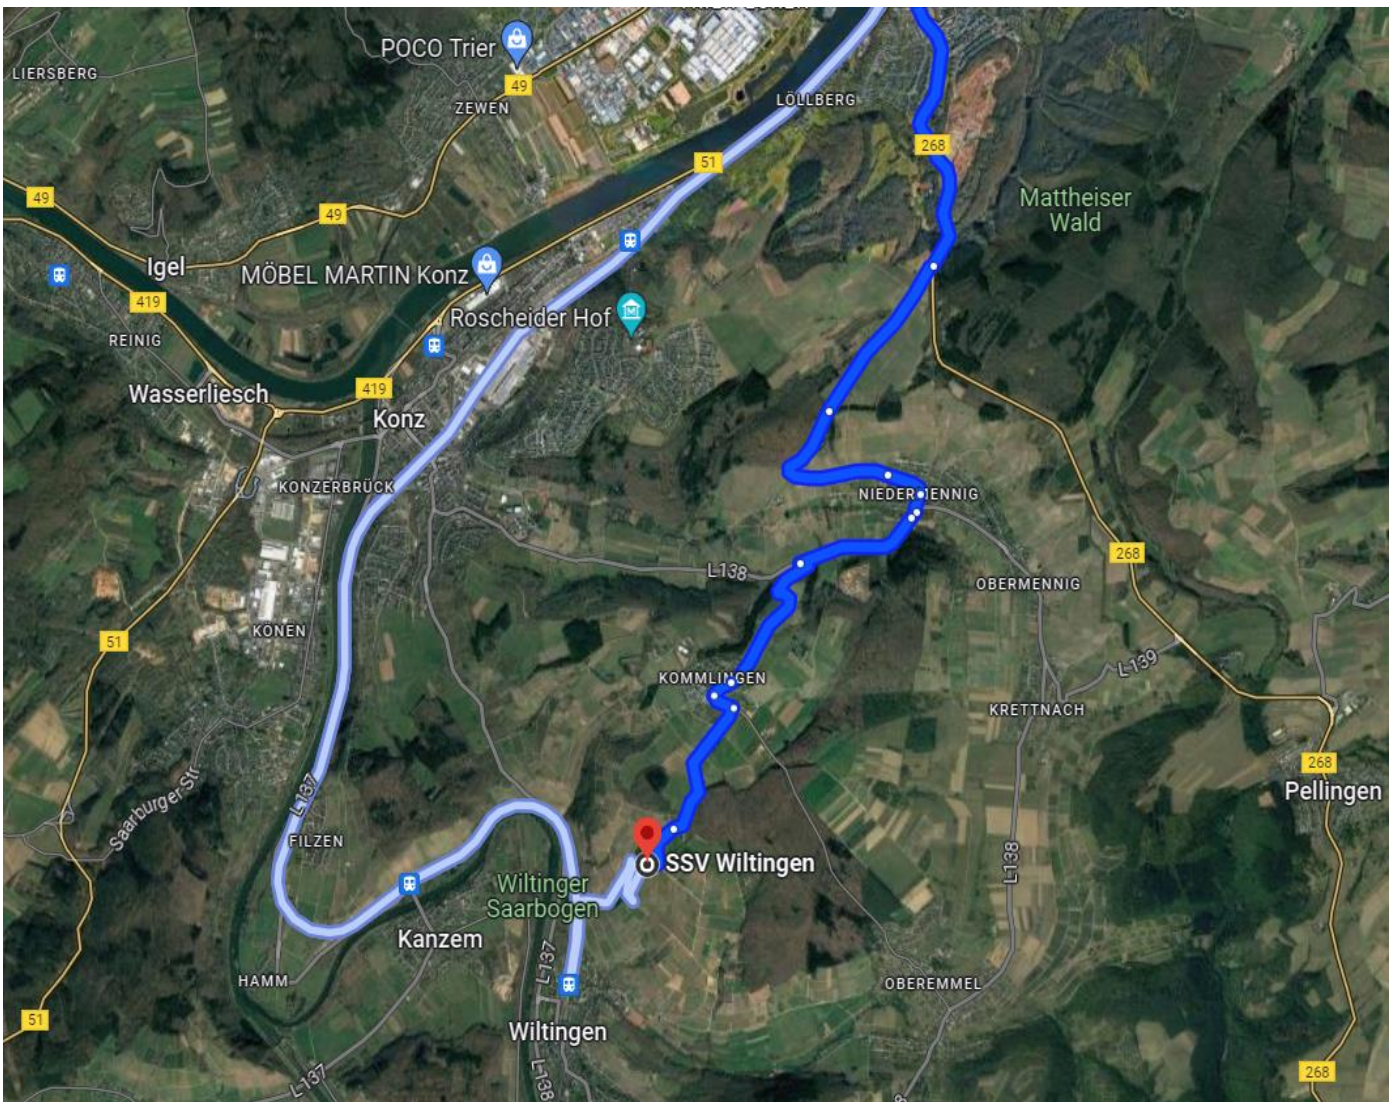 POCO Trier
LIERSBERG
49
ZEWEN
LÖLLBERG
268
51
49
49
Mattheiser
Wald
Igel
MÖBEL MARTIN Konz
419
Roscheider Hof
REINIG
Wasserliesch
419
Konz
KONZERBRÜCK
NIEDERMENNIG
268
L138
OBERMENNIG
KÖNEN
51
L139
KOMMLINGEN
KRETTNACH
268
Pellingen
L137
Saarburger Str
FILZEN
SSV Wiltingen
L138
Wiltinger
Saarbogen
Kanzem
L137
HAMM
OBEREMMEL
51
Wiltingen
L137
L138
268